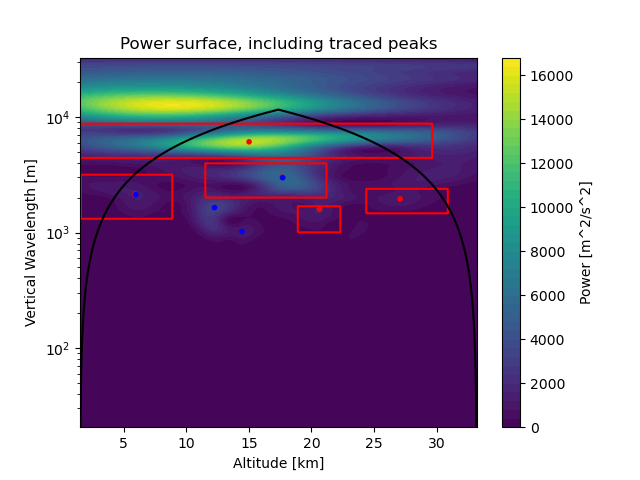 Power surface, including traced peaks
Vertical Wavelength [m]
10^4
10^3
10^2
5 10 15 20 25 30
Altitude [km]
16000
14000
12000
10000
8000
6000
4000
2000
0
Power [m^2/s^2]